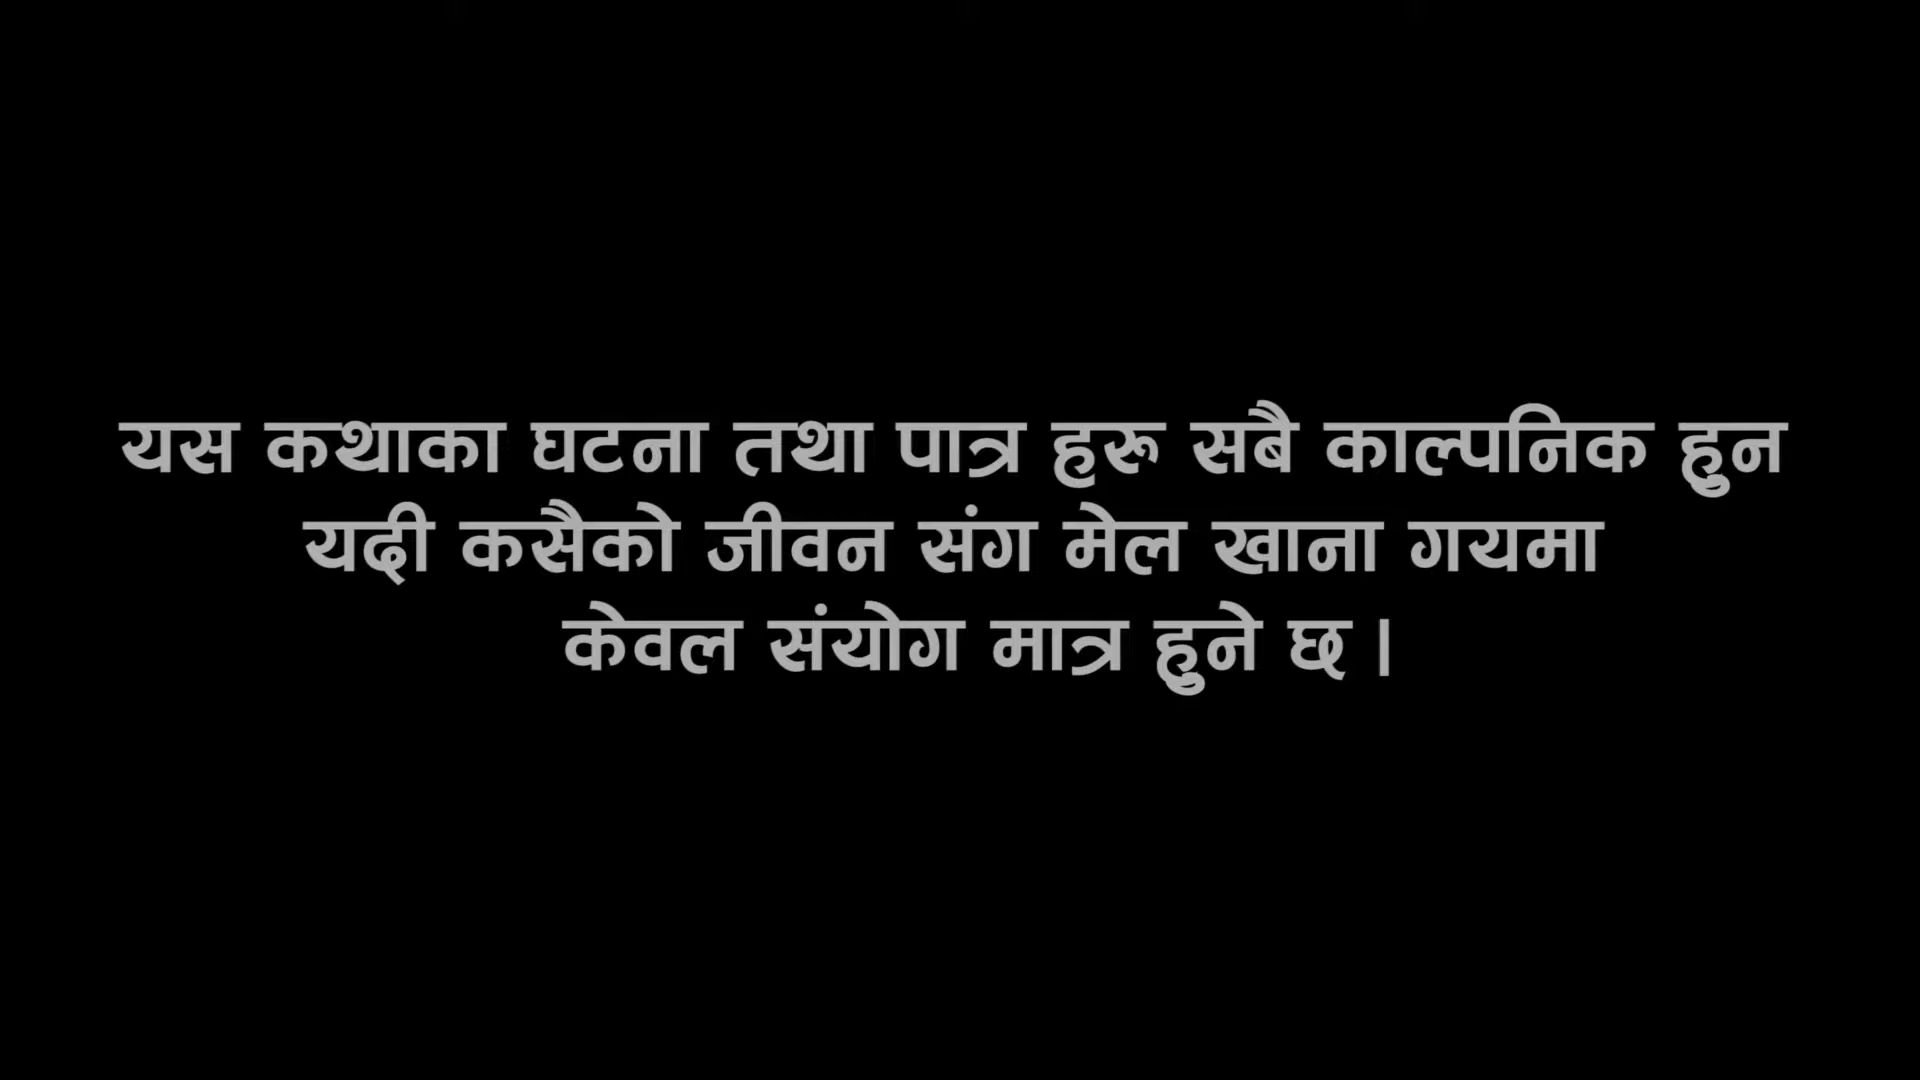 यस कथाका घटना तथा पात्र हरू सबै काल्पनिक हुन
यदी कसैको जीवन संग मेल खाना गयमा
केवल संयोग मात्र हुने छ ।